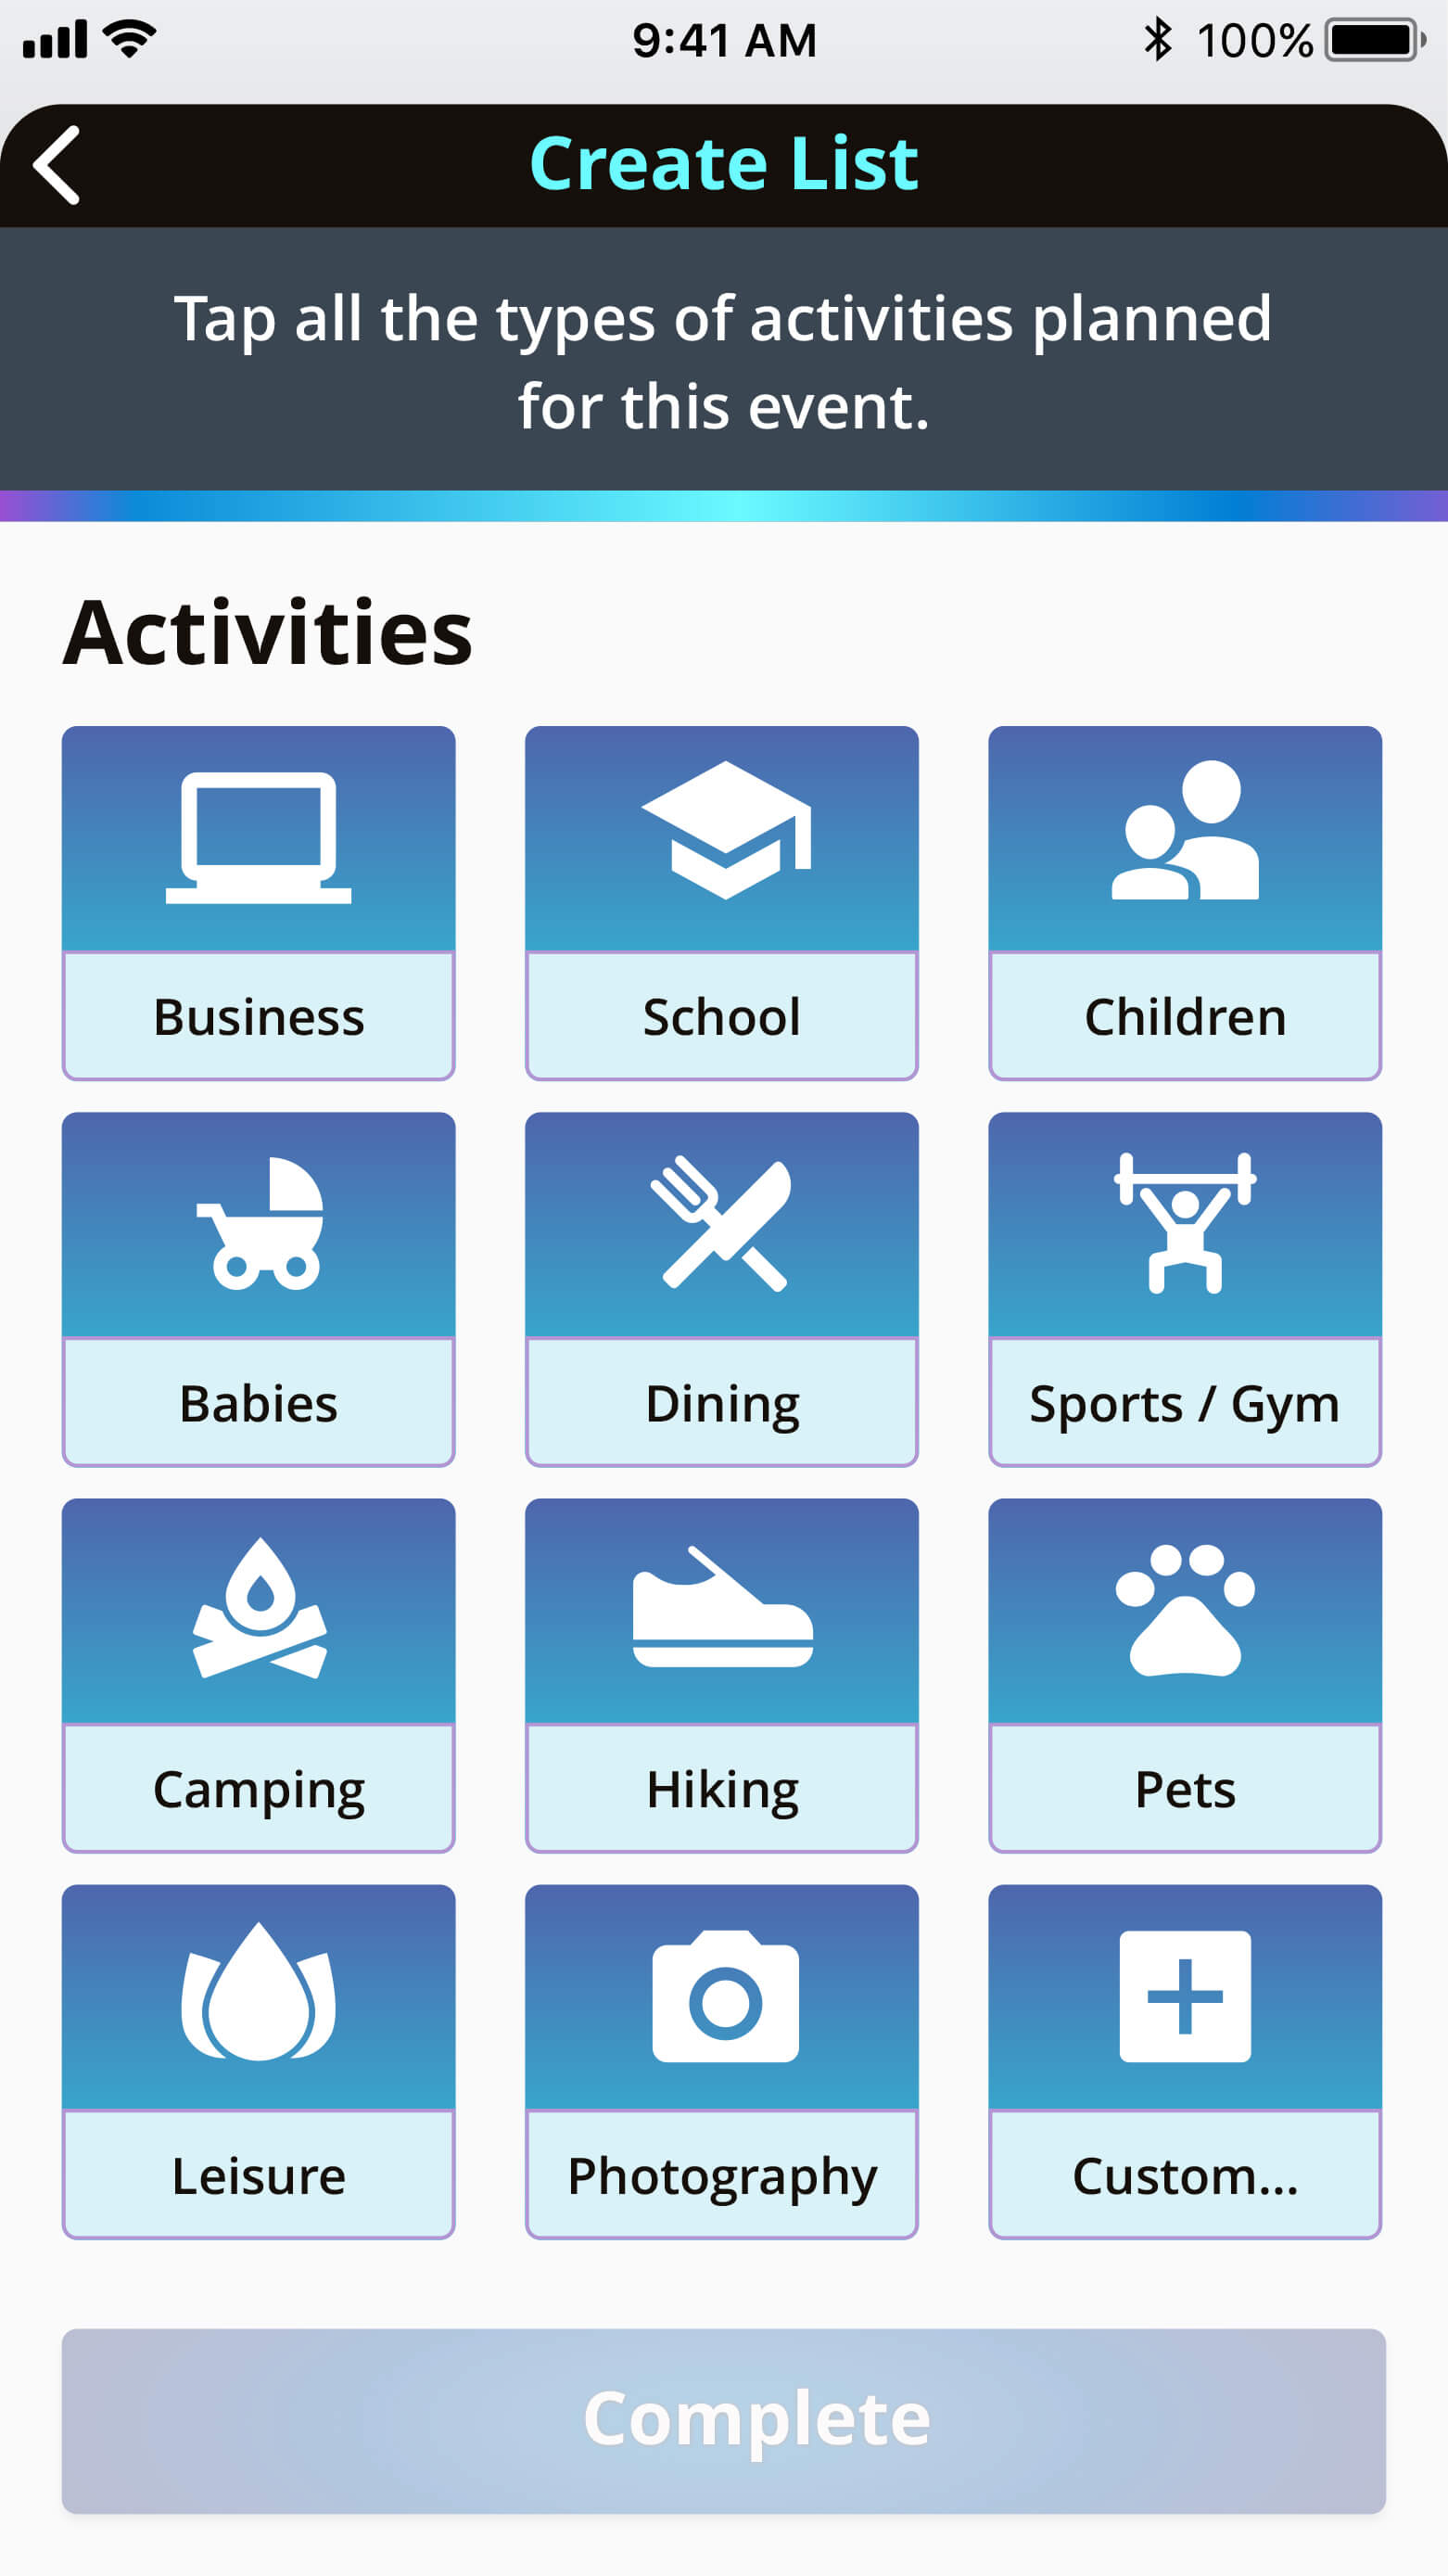 9:41 AM
100%
Create List
Tap all the types of activities planned
for this event.
Activities
Business
School
Children
Babies
Dining
Sports / Gym
Camping
Hiking
Pets
Leisure
Photography
Custom...
Complete